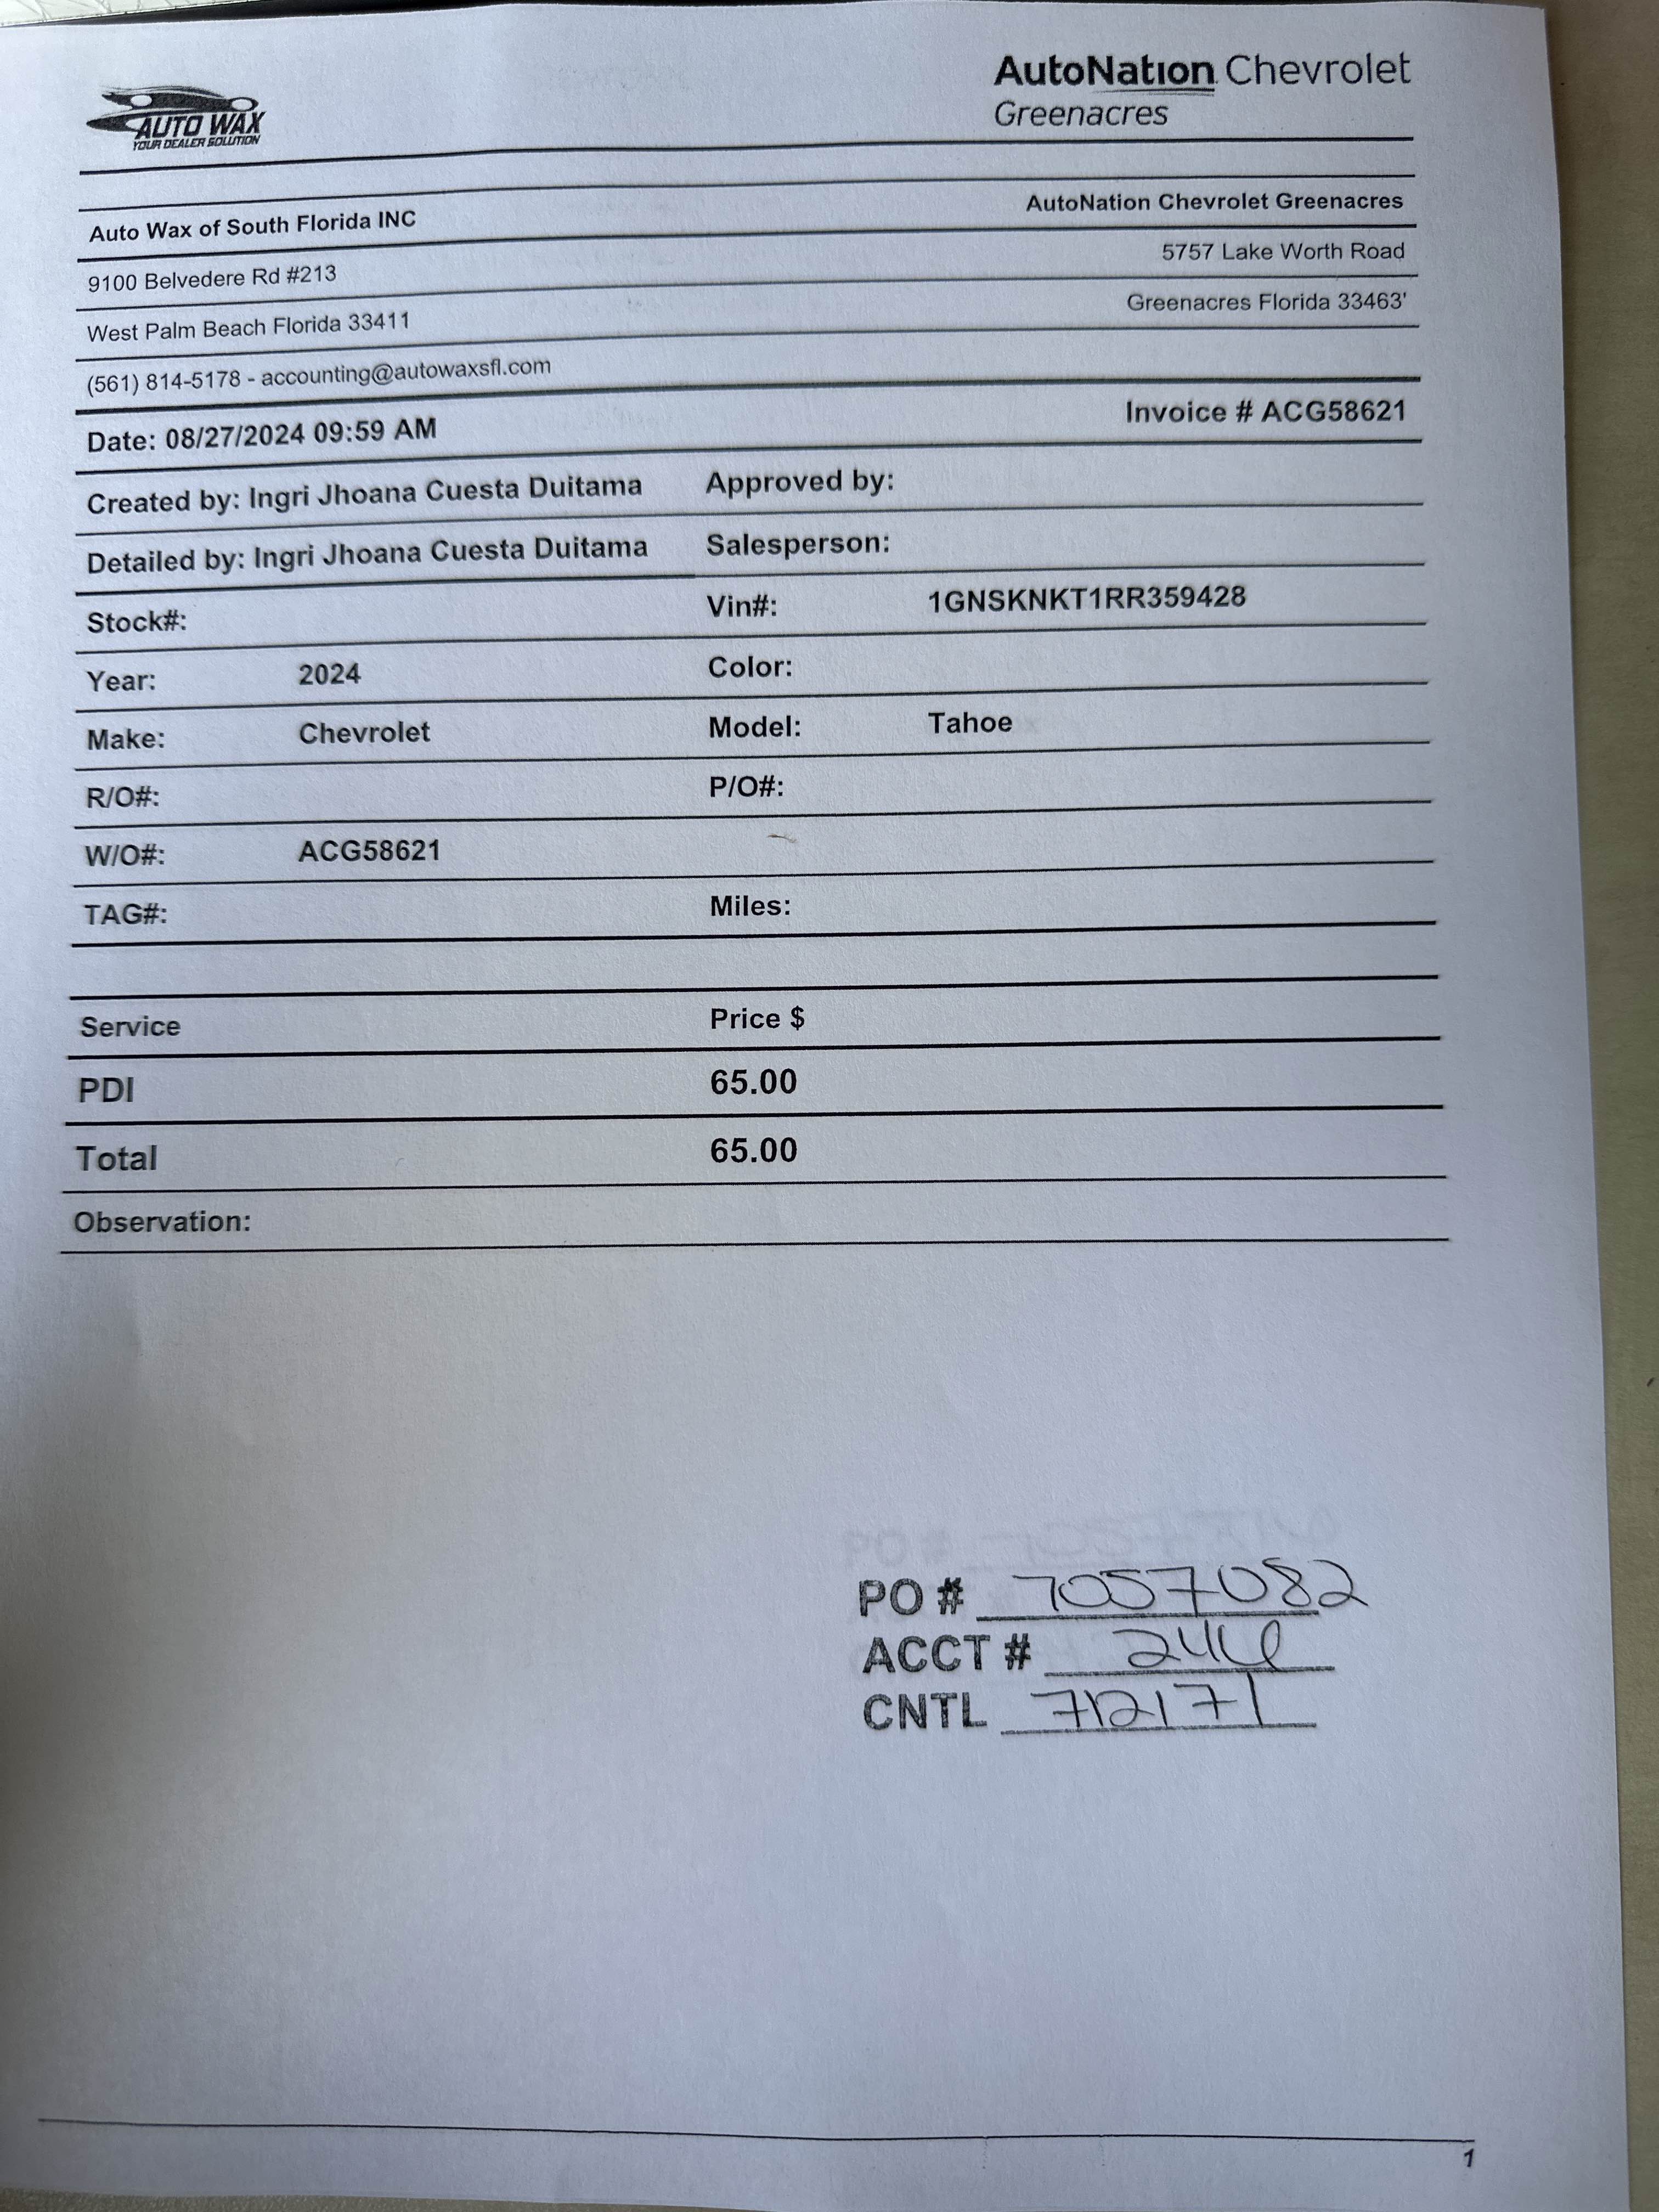 AUTO WAX
YOUR DEALER SOLUTION
AutoNation Chevrolet
Greenacres
Auto Wax of South Florida INC AutoNation Chevrolet Greenacres
9100 Belvedere Rd #213 5757 Lake Worth Road
West Palm Beach Florida 33411 Greenacres Florida 33463'
(561) 814-5178 - accounting@autowaxsfl.com
Date: 08/27/2024 09:59 AM Invoice # ACG58621
Created by: Ingri Jhoana Cuesta Duitama Approved by:
Detailed by: Ingri Jhoana Cuesta Duitama Salesperson:
Stock#: Vin#: 1GNSKNKT1RR359428
Year: 2024 Color:
Make: Chevrolet Model: Tahoe
R/O#: P/O#:
W/O#: ACG58621
TAG#: Miles:
Service Price $
PDI 65.00
Total 65.00
Observation:
PO #
PO # 7057082
ACCT #
CNTL 712171
1